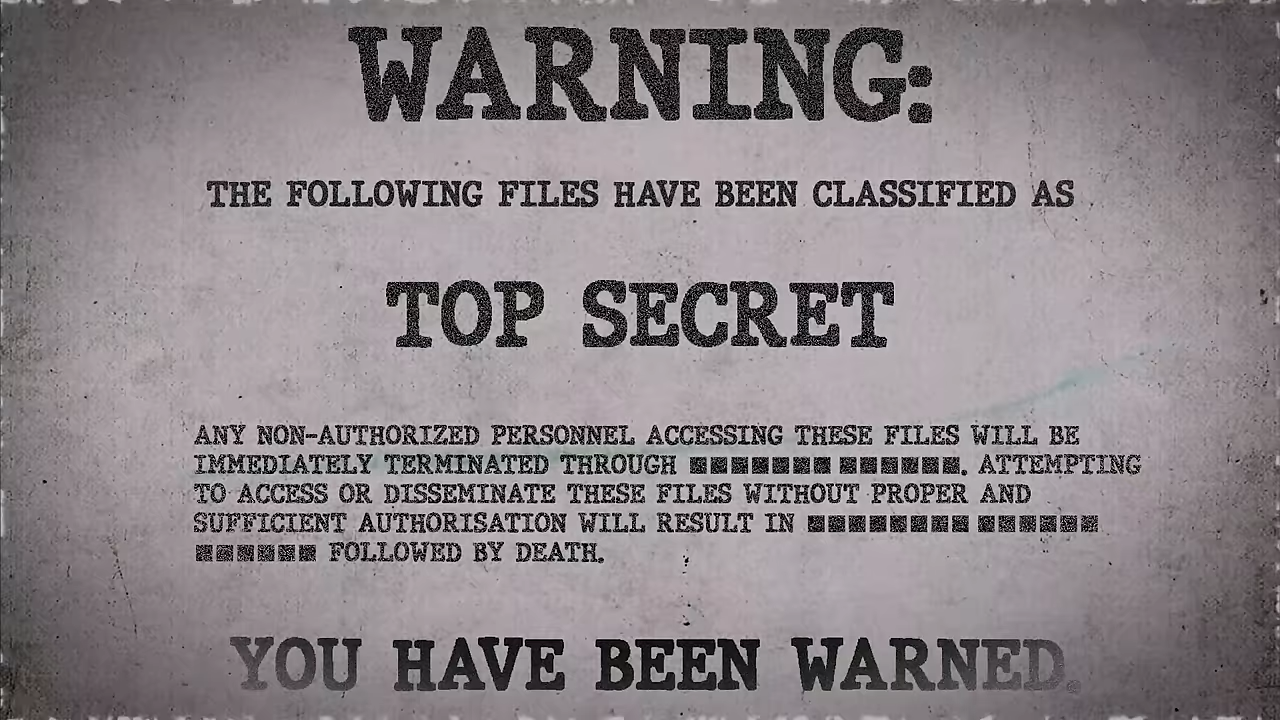 WARNING:
THE FOLLOWING FILES HAVE BEEN CLASSIFIED AS
TOP SECRET
ANY NON-AUTHORIZED PERSONNEL ACCESSING THESE FILES WILL BE
IMMEDIATELY TERMINATED THROUGH ■■■■■■■ ■■■■■■. ATTEMPTING
TO ACCESS OR DISSEMINATE THESE FILES WITHOUT PROPER AND
SUFFICIENT AUTHORISATION WILL RESULT IN ■■■■■■■■ ■■■■■■
■■■■■■ FOLLOWED BY DEATH.
YOU HAVE BEEN WARNED.